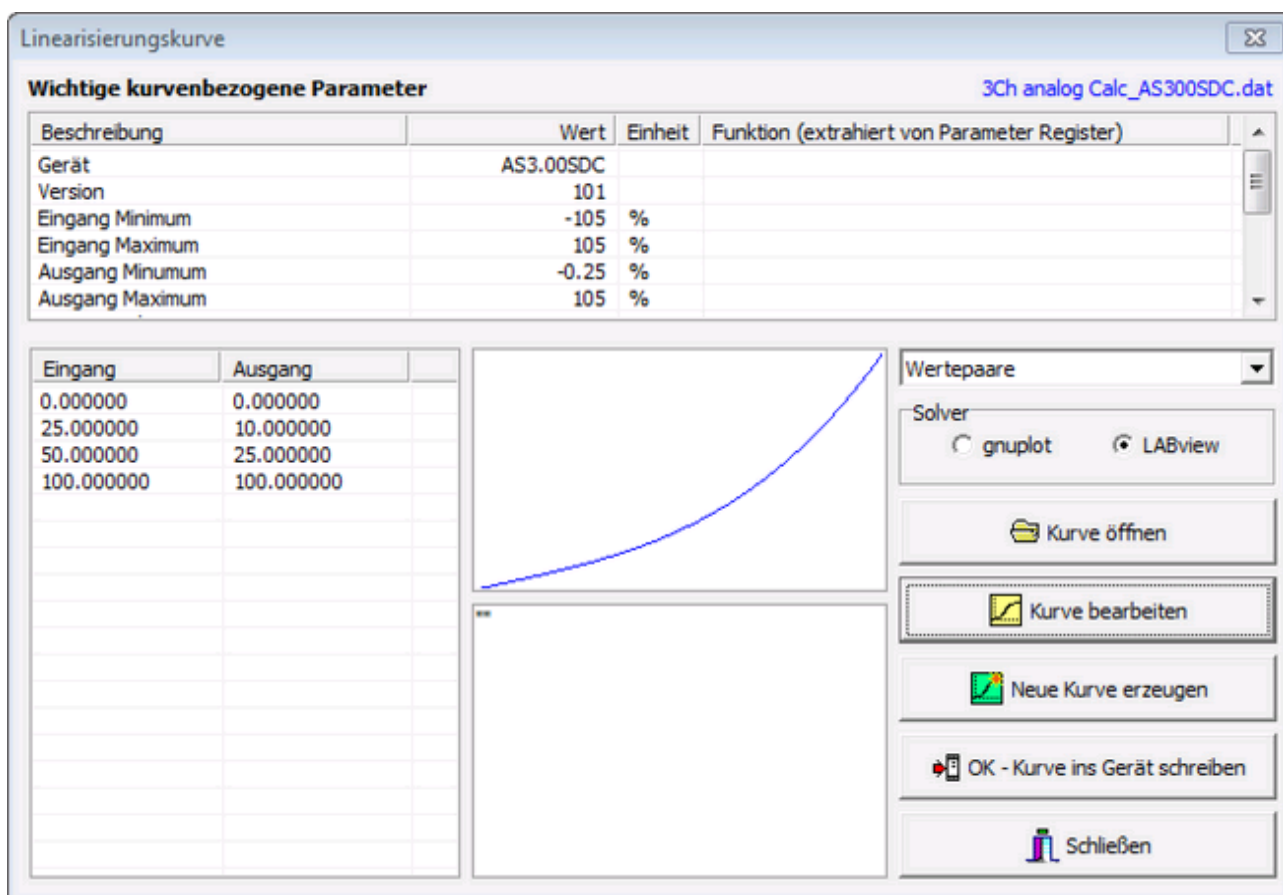 Linearisierungskurve
Wichtige kurvenbezogene Parameter 3Ch analog Calc_AS300SDC.dat
Beschreibung Wert Einheit Funktion (extrahiert von Parameter Register)
Gerät AS3.00SDC
Version 101
Eingang Minimum -105 %
Eingang Maximum 105 %
Ausgang Minumum -0.25 %
Ausgang Maximum 105 %
Eingang Ausgang
0.000000 0.000000
25.000000 10.000000
50.000000 25.000000
100.000000 100.000000
Wertepaare
Solver
gnuplot LABview
Kurve öffnen
Kurve bearbeiten
Neue Kurve erzeugen
OK - Kurve ins Gerät schreiben
Schließen